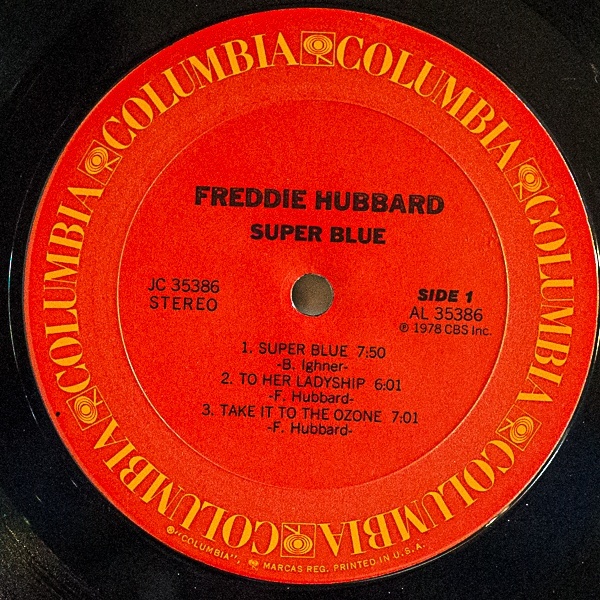 COLUMBIA COLUMBIA COLUMBIA COLUMBIA COLUMBIA COLUMBIA
FREDDIE HUBBARD
SUPER BLUE
JC 35386
STEREO
SIDE 1
AL 35386
℗ 1978 CBS Inc.
1. SUPER BLUE 7:50
-B. Ighner-
2. TO HER LADYSHIP 6:01
-F. Hubbard-
3. TAKE IT TO THE OZONE 7:01
-F. Hubbard-
®"COLUMBIA", MARCAS REG. PRINTED IN U.S.A.